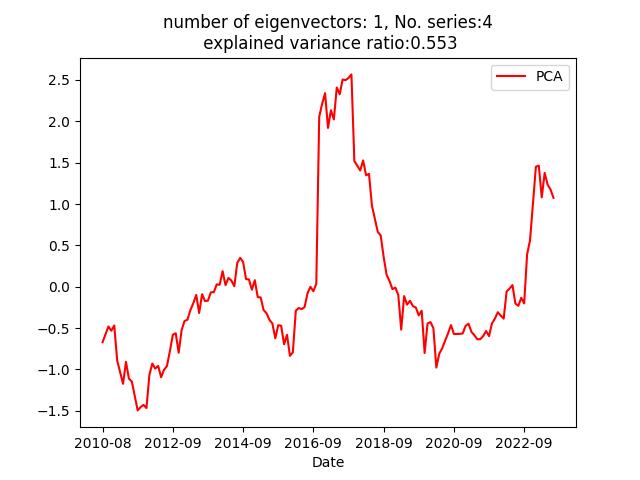 number of eigenvectors: 1, No. series:4
explained variance ratio:0.553
PCA
2.5
2.0
1.5
1.0
0.5
0.0
−0.5
−1.0
−1.5
2010-08 2012-09 2014-09 2016-09 2018-09 2020-09 2022-09
Date